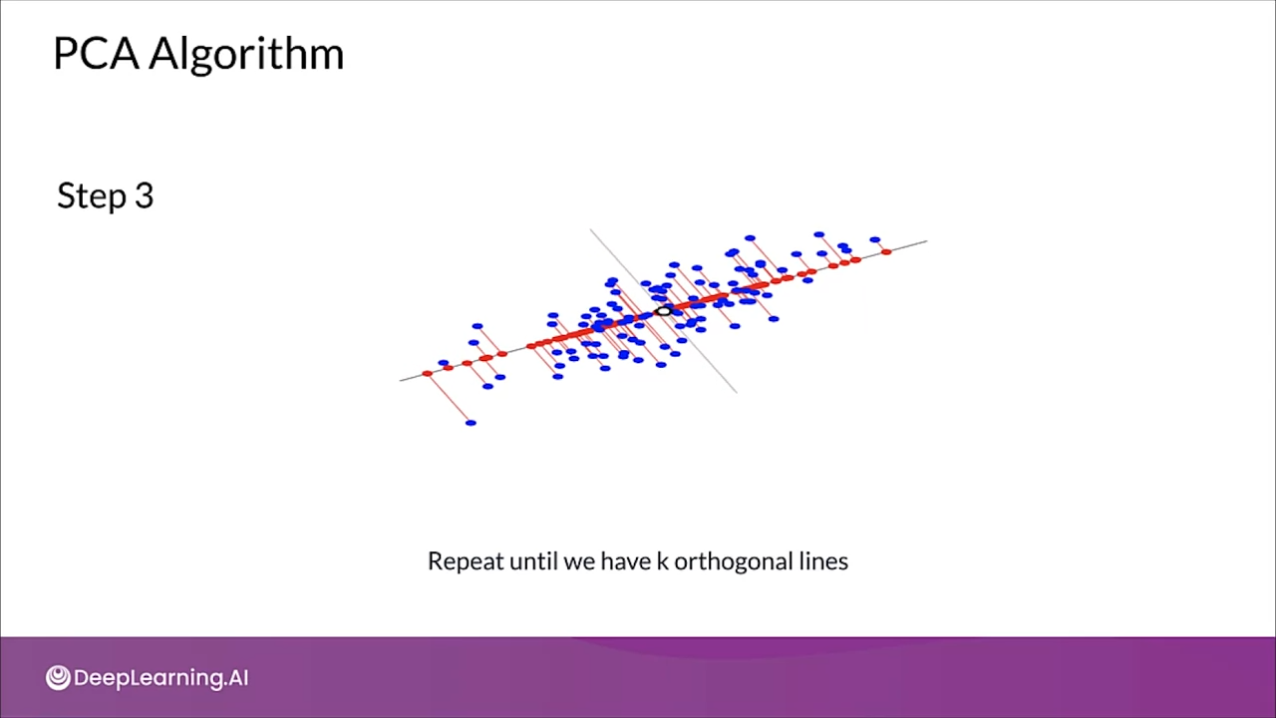 PCA Algorithm
Step 3
Repeat until we have k orthogonal lines
DeepLearning.AI